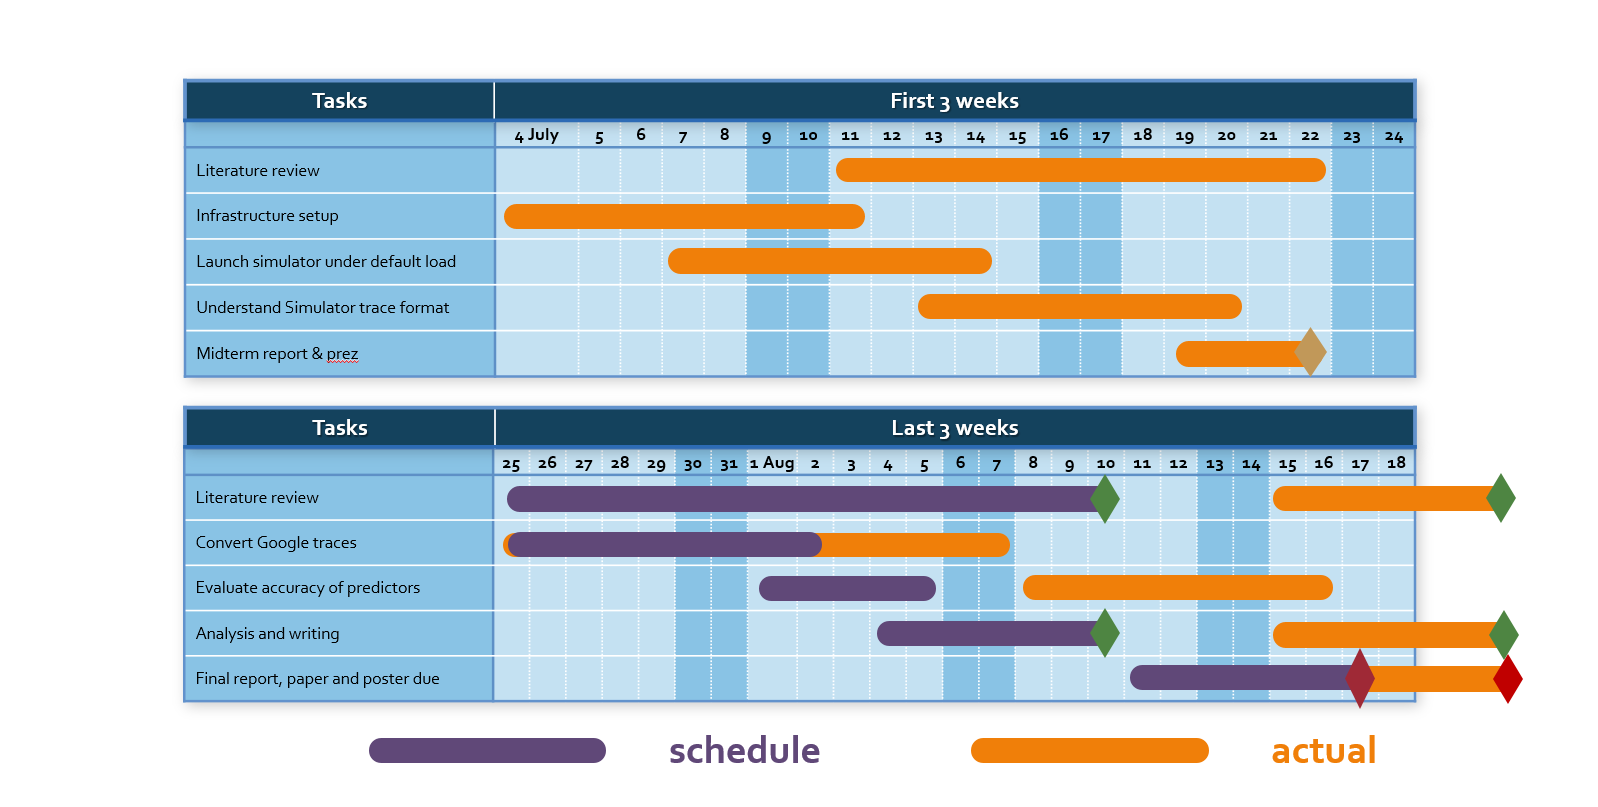 Tasks First 3 weeks
4 July 5 6 7 8 9 10 11 12 13 14 15 16 17 18 19 20 21 22 23 24
Literature review
Infrastructure setup
Launch simulator under default load
Understand Simulator trace format
Midterm report & prez
Tasks Last 3 weeks
25 26 27 28 29 30 31 1 Aug 2 3 4 5 6 7 8 9 10 11 12 13 14 15 16 17 18
Literature review
Convert Google traces
Evaluate accuracy of predictors
Analysis and writing
Final report, paper and poster due
schedule actual